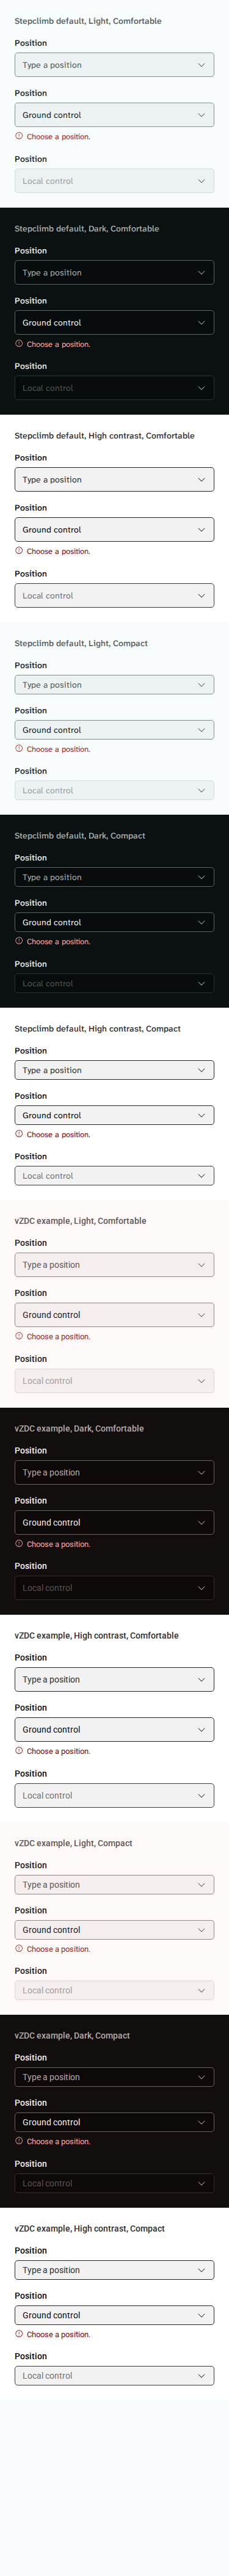 Stepclimb default, Light, Comfortable
Position
Type a position
Position
Ground control
Choose a position.
Position
Local control
Stepclimb default, Dark, Comfortable
Position
Type a position
Position
Ground control
Choose a position.
Position
Local control
Stepclimb default, High contrast, Comfortable
Position
Type a position
Position
Ground control
Choose a position.
Position
Local control
Stepclimb default, Light, Compact
Position
Type a position
Position
Ground control
Choose a position.
Position
Local control
Stepclimb default, Dark, Compact
Position
Type a position
Position
Ground control
Choose a position.
Position
Local control
Stepclimb default, High contrast, Compact
Position
Type a position
Position
Ground control
Choose a position.
Position
Local control
vZDC example, Light, Comfortable
Position
Type a position
Position
Ground control
Choose a position.
Position
Local control
vZDC example, Dark, Comfortable
Position
Type a position
Position
Ground control
Choose a position.
Position
Local control
vZDC example, High contrast, Comfortable
Position
Type a position
Position
Ground control
Choose a position.
Position
Local control
vZDC example, Light, Compact
Position
Type a position
Position
Ground control
Choose a position.
Position
Local control
vZDC example, Dark, Compact
Position
Type a position
Position
Ground control
Choose a position.
Position
Local control
vZDC example, High contrast, Compact
Position
Type a position
Position
Ground control
Choose a position.
Position
Local control